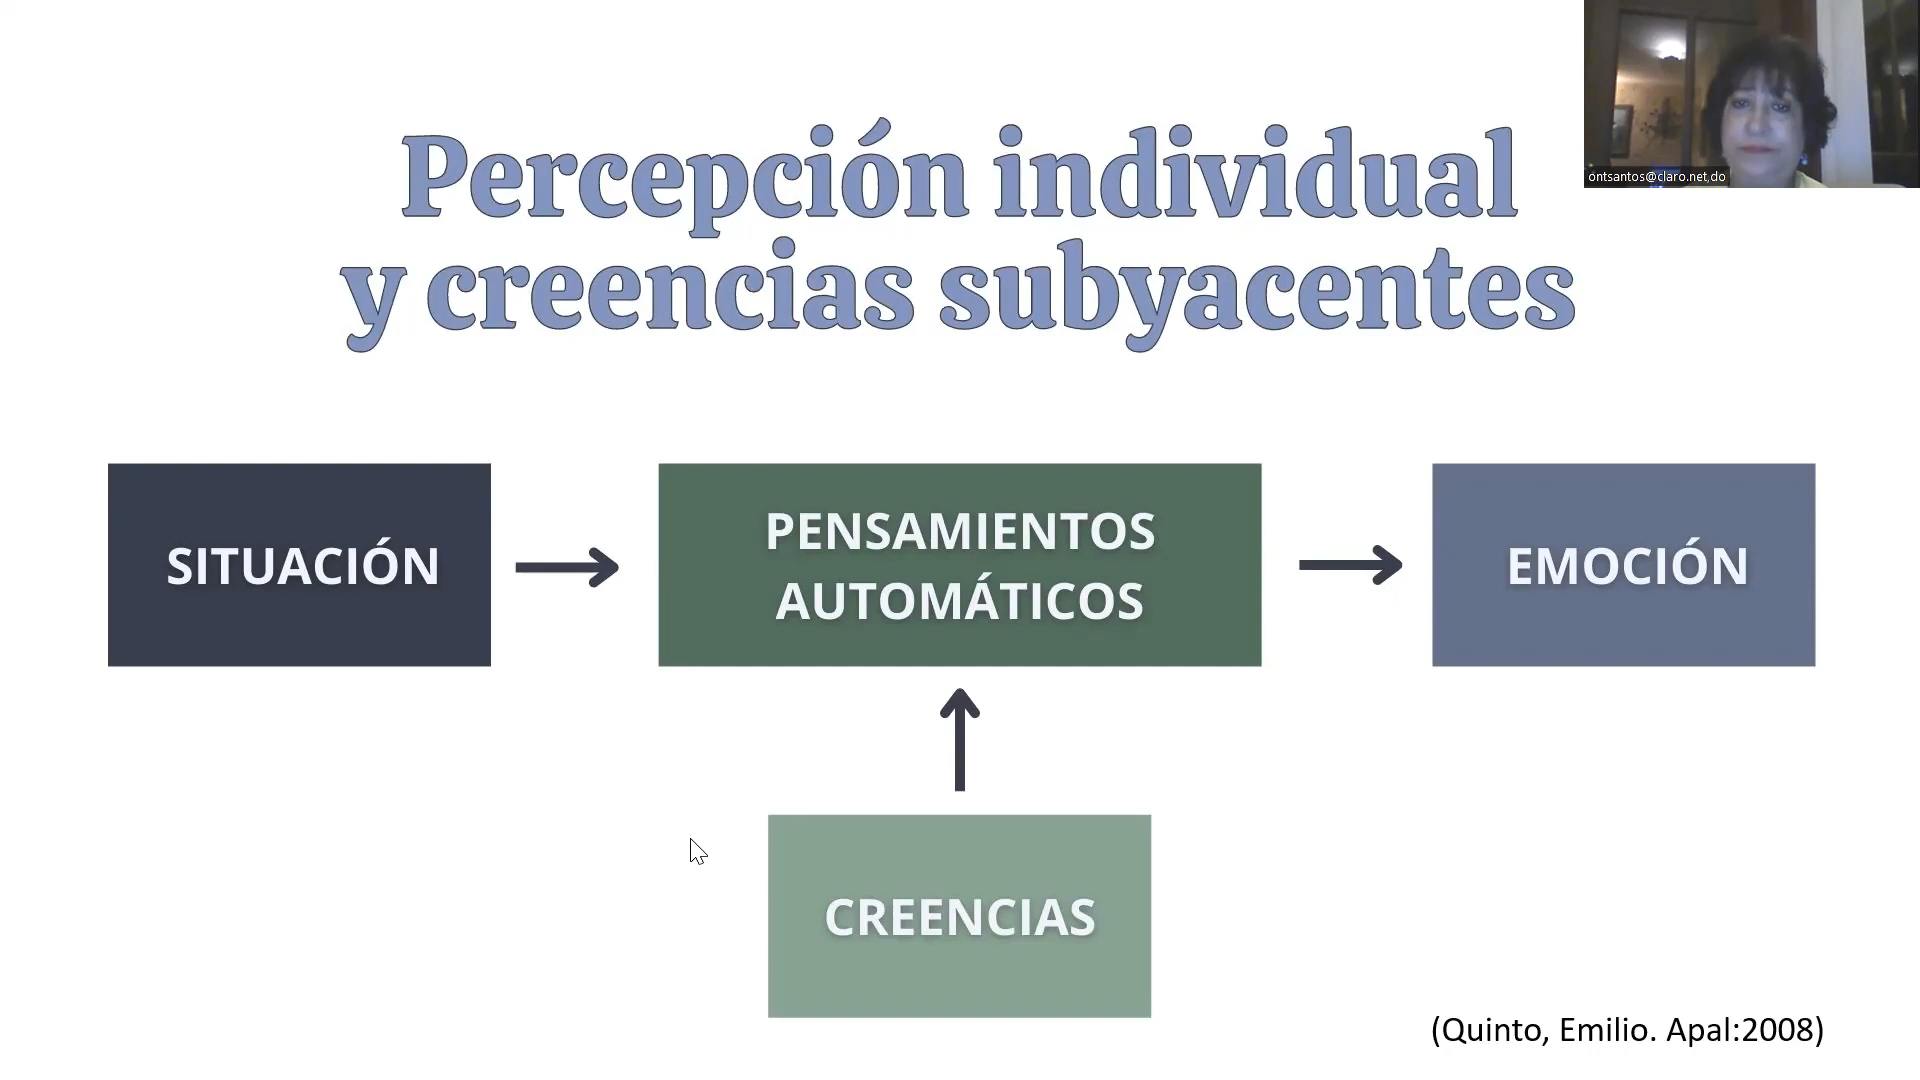 Percepción individual
y creencias subyacentes
ontsantos@claro.net.do
SITUACIÓN
PENSAMIENTOS
AUTOMÁTICOS
EMOCIÓN
CREENCIAS
(Quinto, Emilio. Apal:2008)